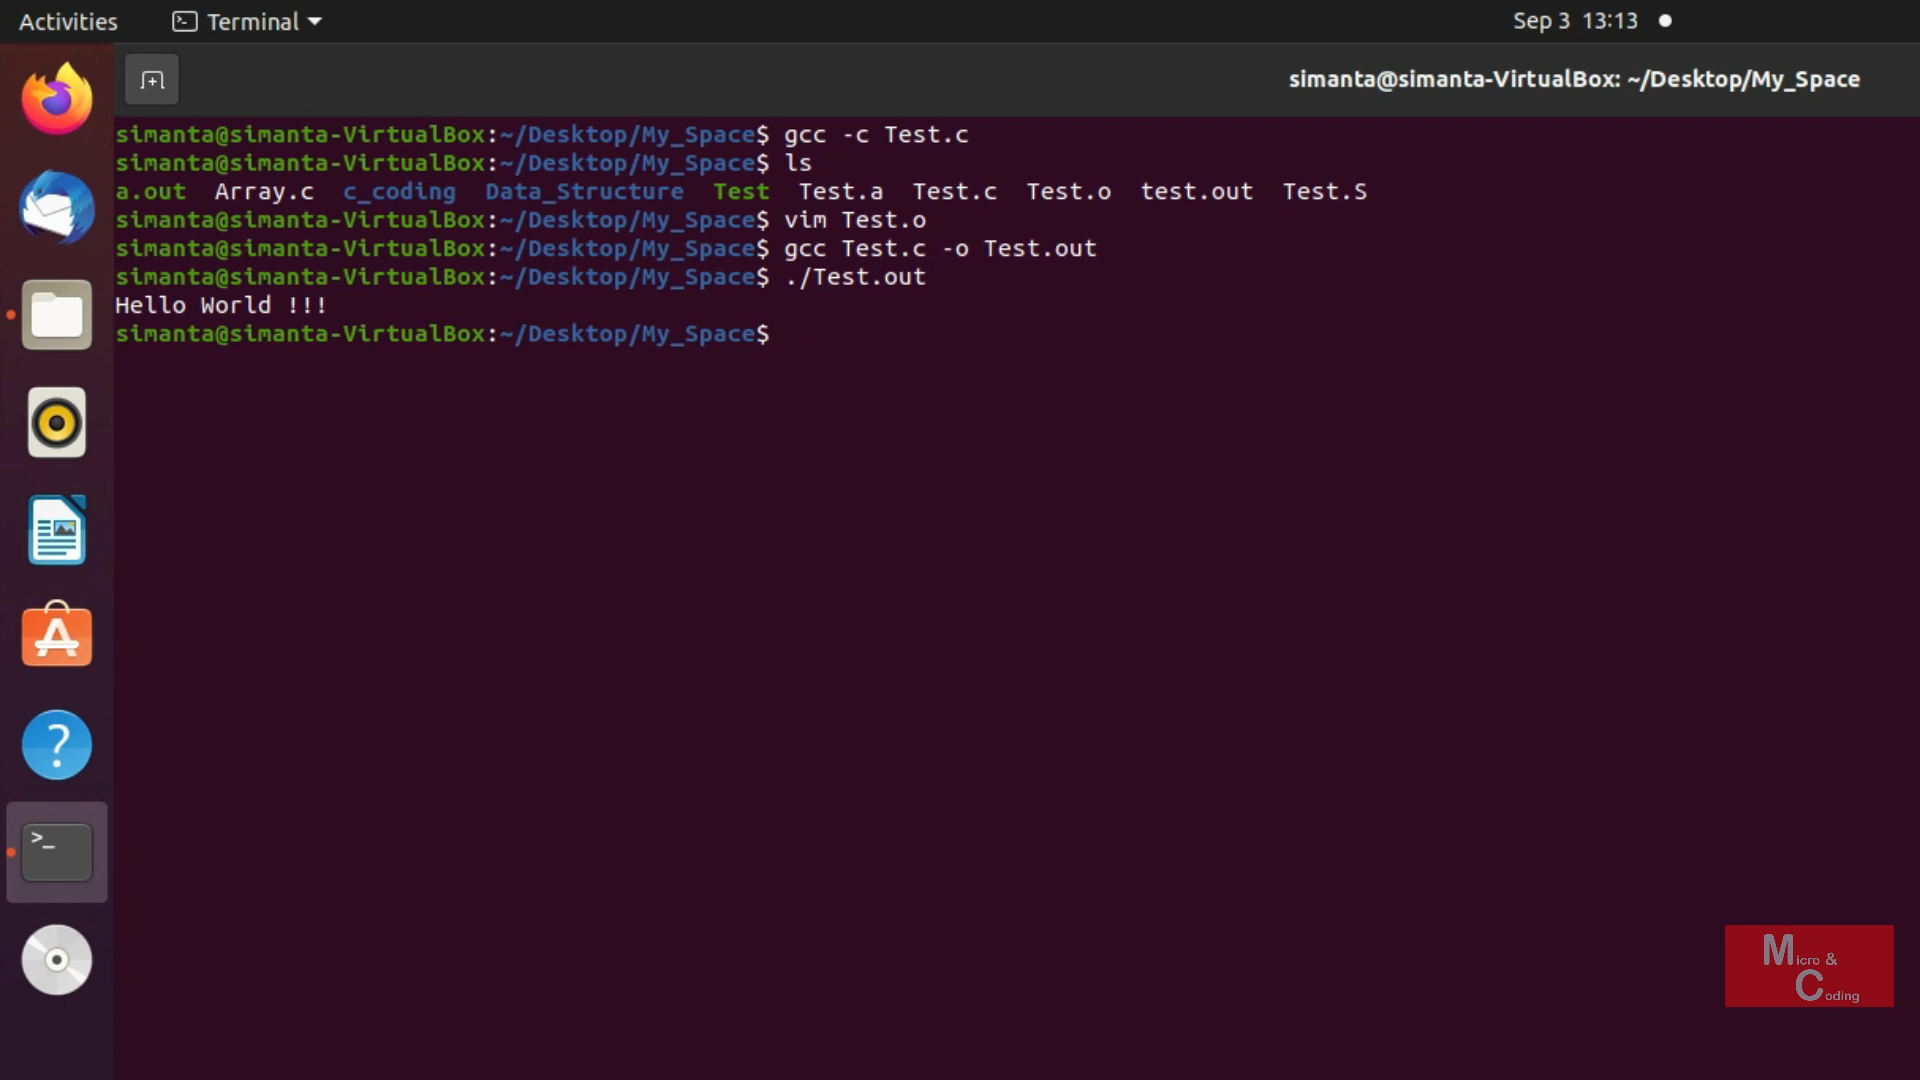 Activities Terminal Sep 3 13:13
simanta@simanta-VirtualBox: ~/Desktop/My_Space
simanta@simanta-VirtualBox:~/Desktop/My_Space$ gcc -c Test.c
simanta@simanta-VirtualBox:~/Desktop/My_Space$ ls
a.out Array.c c_coding Data_Structure Test Test.a Test.c Test.o test.out Test.S
simanta@simanta-VirtualBox:~/Desktop/My_Space$ vim Test.o
simanta@simanta-VirtualBox:~/Desktop/My_Space$ gcc Test.c -o Test.out
simanta@simanta-VirtualBox:~/Desktop/My_Space$ ./Test.out
Hello World !!!
simanta@simanta-VirtualBox:~/Desktop/My_Space$
Micro &
Coding